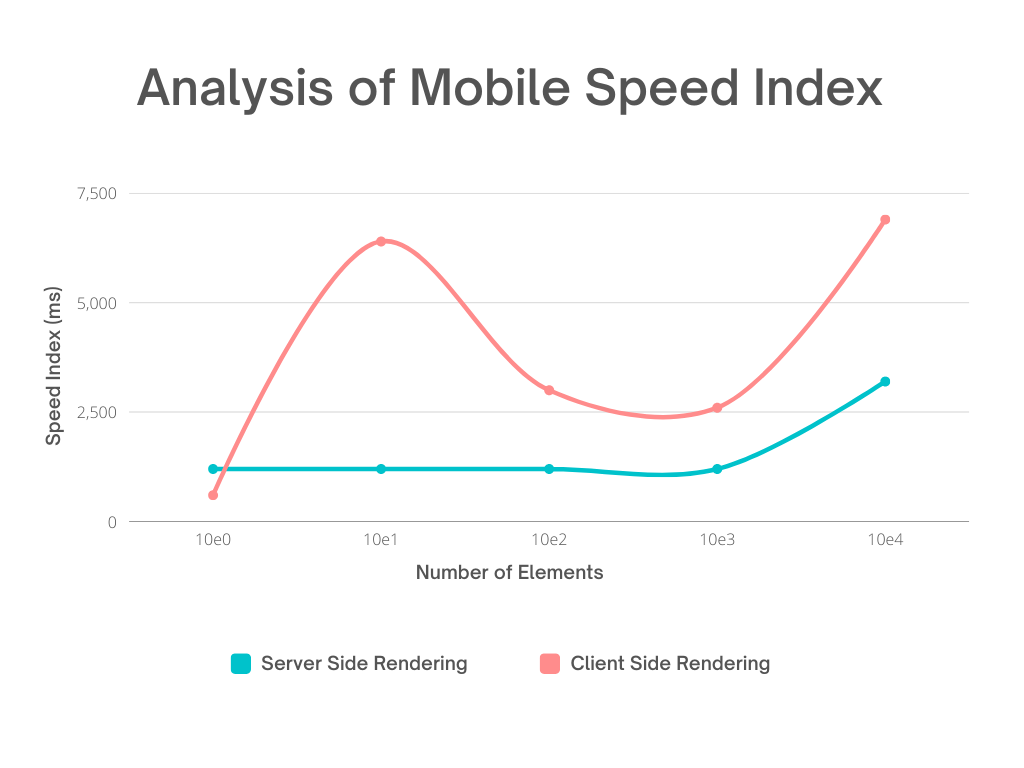 Analysis of Mobile Speed Index
7,500
5,000
2,500
0
Speed Index (ms)
10e0 10e1 10e2 10e3 10e4
Number of Elements
Server Side Rendering Client Side Rendering